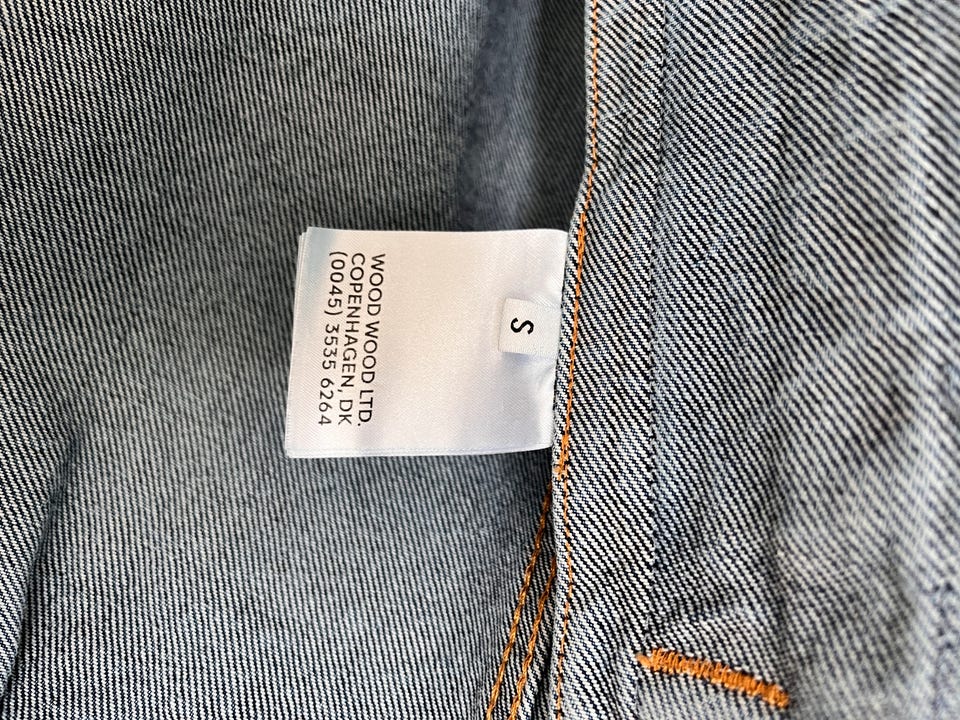 S
WOOD WOOD LTD.
COPENHAGEN, DK
(0045) 3535 6264